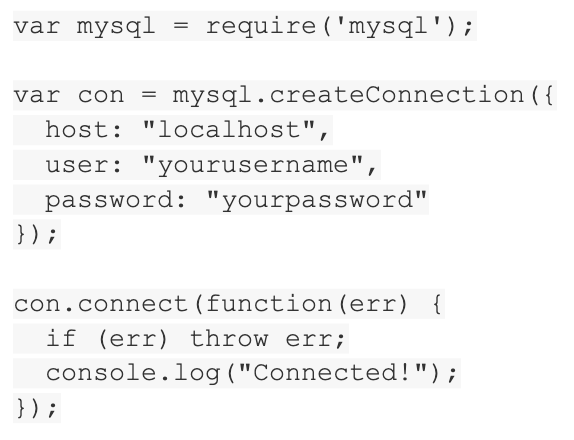 var mysql = require('mysql');

var con = mysql.createConnection({
  host: "localhost",
  user: "yourusername",
  password: "yourpassword"
});

con.connect(function(err) {
  if (err) throw err;
  console.log("Connected!");
});